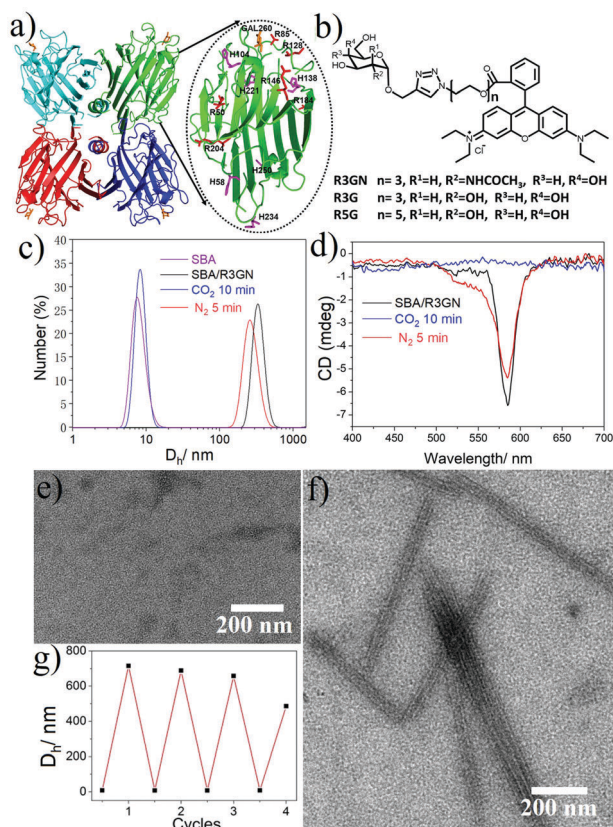 a)
GAL260
R85
R128
H104
R146
H138
H221
R50
R184
R204
H58
H250
H234
b)
HO
R³
R⁴
OH
R¹
HO
R²
O
O
N=N
N
O
n
O
N
Cl⁻
O
N
R3GN n= 3, R¹=H, R²=NHCOCH₃, R³=H, R⁴=OH
R3G n= 3, R¹=H, R²=OH, R³=H, R⁴=OH
R5G n= 5, R¹=H, R²=OH, R³=H, R⁴=OH
c)
SBA
SBA/R3GN
CO₂ 10 min
N₂ 5 min
Number (%)
40
35
30
25
20
15
10
5
0
1 10 100 1000
Dₕ/ nm
d)
SBA/R3GN
CO₂ 10 min
N₂ 5 min
CD (mdeg)
1
0
-1
-2
-3
-4
-5
-6
-7
400 450 500 550 600 650 700
Wavelength/ nm
e)
200 nm
f)
200 nm
g)
Dₕ/ nm
800
600
400
200
0
1 2 3 4
Cycles